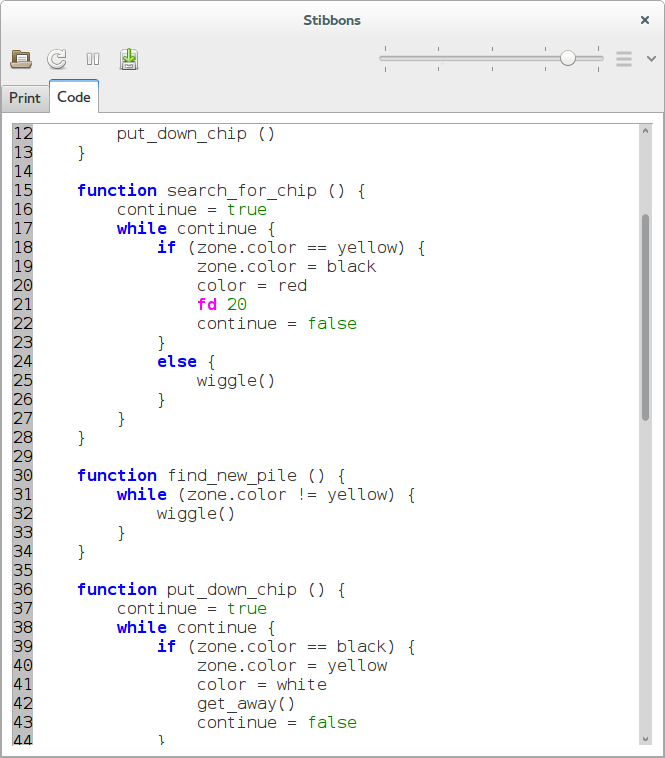 Stibbons
Print Code
12         put_down_chip ()
13     }
14
15     function search_for_chip () {
16         continue = true
17         while continue {
18             if (zone.color == yellow) {
19                 zone.color = black
20                 color = red
21                 fd 20
22                 continue = false
23             }
24             else {
25                 wiggle()
26             }
27         }
28     }
29
30     function find_new_pile () {
31         while (zone.color != yellow) {
32             wiggle()
33         }
34     }
35
36     function put_down_chip () {
37         continue = true
38         while continue {
39             if (zone.color == black) {
40                 zone.color = yellow
41                 color = white
42                 get_away()
43                 continue = false
44             }